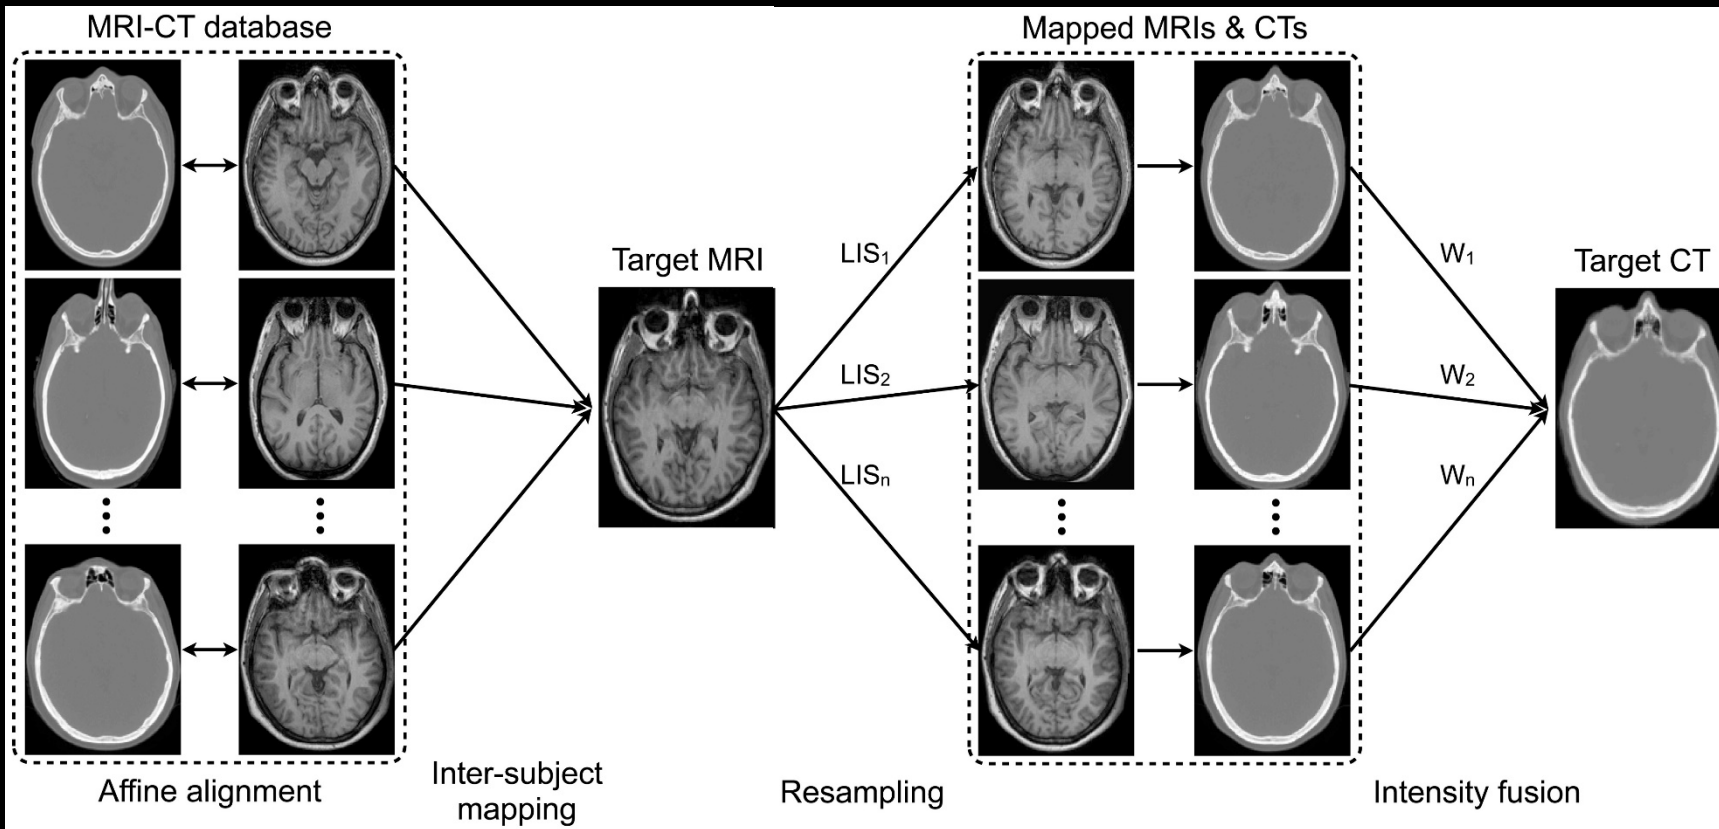 MRI-CT database
Mapped MRIs & CTs
Target MRI
LIS₁
LIS₂
LISₙ
W₁
W₂
Wₙ
Target CT
Affine alignment
Inter-subject
mapping
Resampling
Intensity fusion